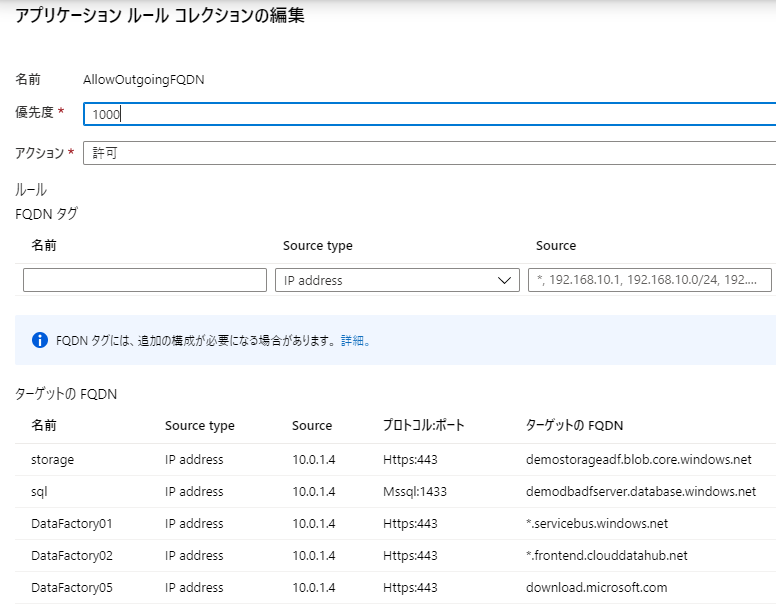 アプリケーション ルール コレクションの編集
名前 AllowOutgoingFQDN
優先度 * 1000
アクション * 許可
ルール
FQDN タグ
名前 Source type Source
IP address *, 192.168.10.1, 192.168.10.0/24, 192....
FQDN タグには、追加の構成が必要になる場合があります。詳細。
ターゲットの FQDN
名前 Source type Source プロトコル:ポート ターゲットの FQDN
storage IP address 10.0.1.4 Https:443 demostorageadf.blob.core.windows.net
sql IP address 10.0.1.4 Mssql:1433 demodbadfserver.database.windows.net
DataFactory01 IP address 10.0.1.4 Https:443 *.servicebus.windows.net
DataFactory02 IP address 10.0.1.4 Https:443 *.frontend.clouddatahub.net
DataFactory05 IP address 10.0.1.4 Https:443 download.microsoft.com